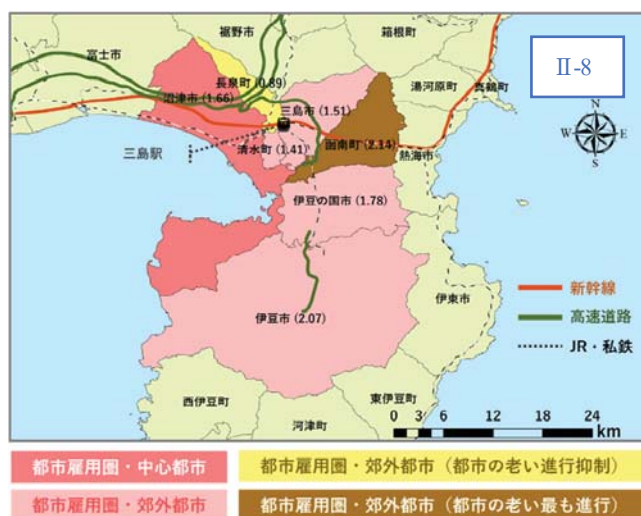 裾野市
箱根町
Ⅱ-8
富士市
長泉町 (0.89)
湯河原町
真鶴町
沼津市 (1.66)
三島市 (1.51)
N
W E
S
三島駅
清水町 (1.41)
函南町 (2.14)
熱海市
伊豆の国市 (1.78)
新幹線
高速道路
JR・私鉄
伊東市
伊豆市 (2.07)
西伊豆町
東伊豆町
河津町
0 3 6 12 18 24
km
都市雇用圏・中心都市
都市雇用圏・郊外都市（都市の老い進行抑制）
都市雇用圏・郊外都市
都市雇用圏・郊外都市（都市の老い最も進行）